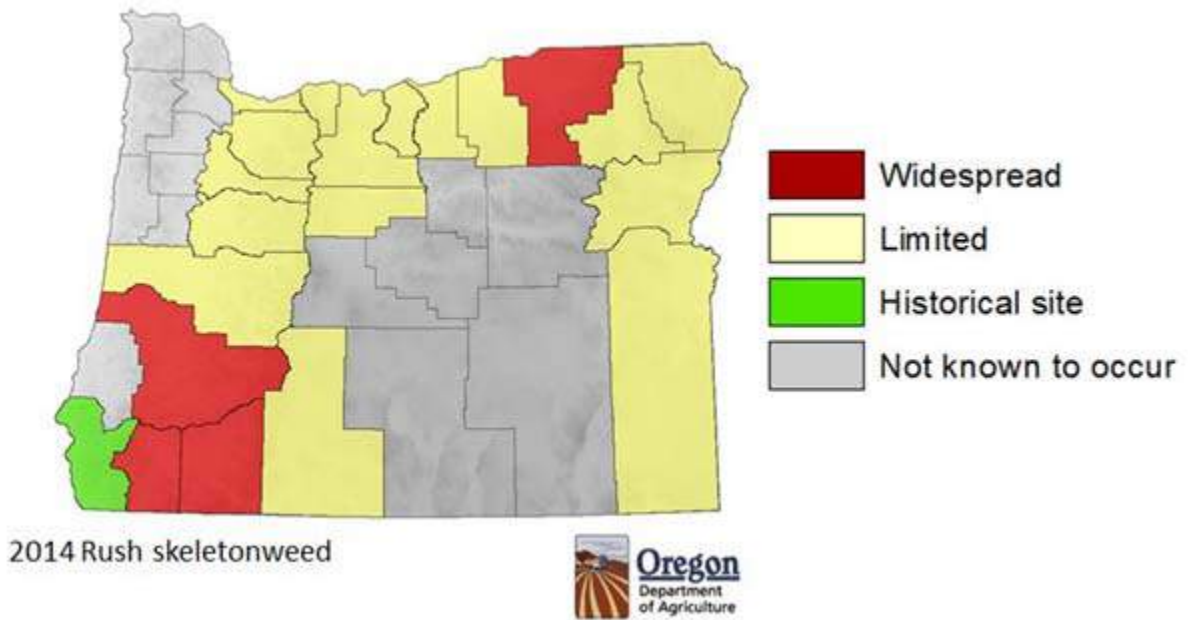 Widespread
Limited
Historical site
Not known to occur
2014 Rush skeletonweed
Oregon
Department
of Agriculture